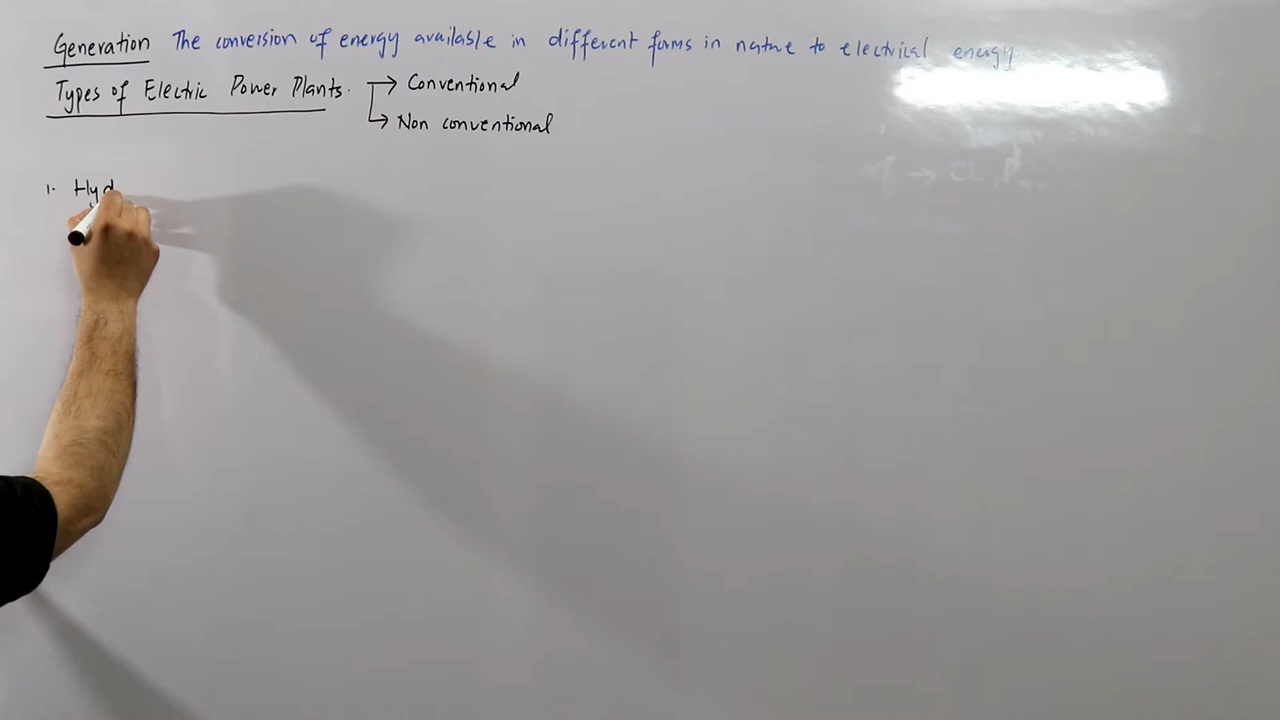 Generation The conversion of energy available in different forms in nature to electrical energy.
Types of Electric Power Plants. → Conventional
→ Non conventional
1. Hyd